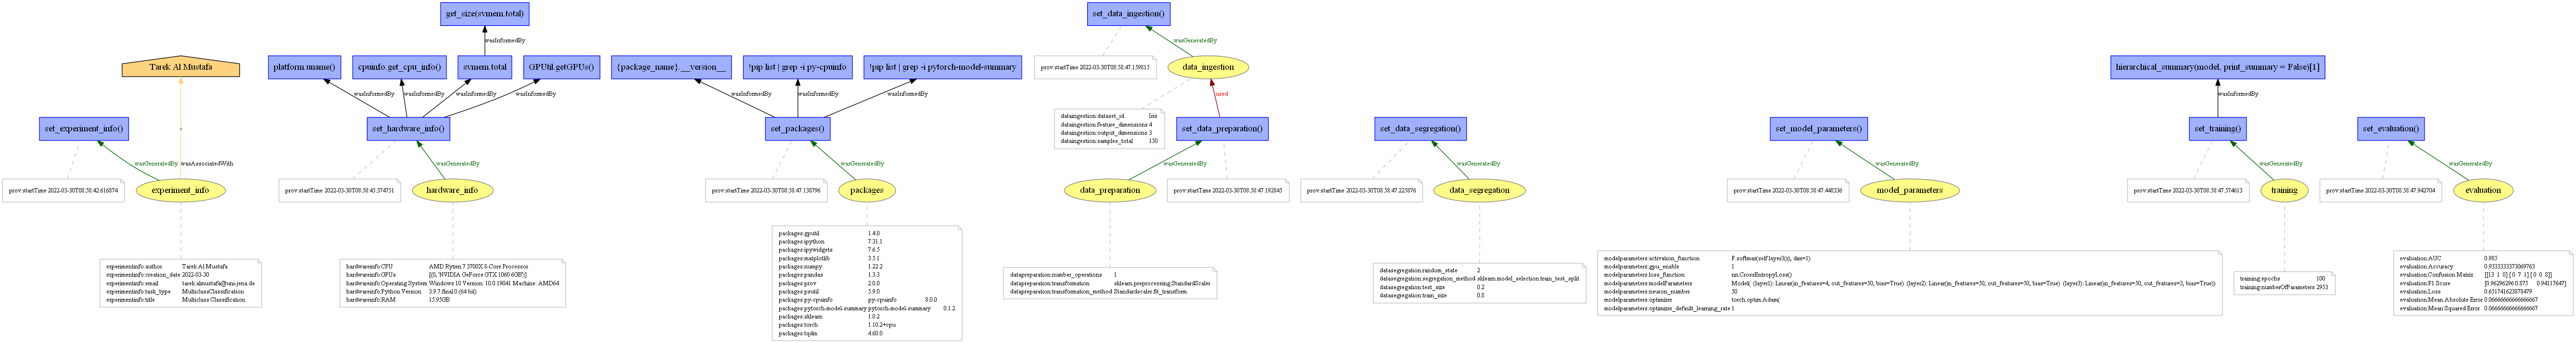 get_size(svmem.total)
set_data_ingestion()
wasInformedBy
wasGeneratedBy
Tarek Al Mustafa
platform.uname()
cpuinfo.get_cpu_info()
svmem.total
GPUtil.getGPUs()
{package_name}.__version__
!pip list | grep -i py-cpuinfo
!pip list | grep -i pytorch-model-summary
prov:startTime 2022-03-30T08:58:47.159815
data_ingestion
hierarchical_summary(model, print_summary = False)[1]
wasInformedBy
wasInformedBy
wasInformedBy
wasInformedBy
wasInformedBy
wasInformedBy
wasInformedBy
used
wasInformedBy
dataingestion:dataset_id Iris
dataingestion:feature_dimensions 4
dataingestion:output_dimensions 3
dataingestion:samples_total 150
set_experiment_info()
set_hardware_info()
set_packages()
set_data_preparation()
set_data_segregation()
set_model_parameters()
set_training()
set_evaluation()
wasGeneratedBy
wasAssociatedWith
wasGeneratedBy
wasGeneratedBy
wasGeneratedBy
wasGeneratedBy
wasGeneratedBy
wasGeneratedBy
wasGeneratedBy
prov:startTime 2022-03-30T08:58:42.616874
experiment_info
prov:startTime 2022-03-30T08:58:45.374751
hardware_info
prov:startTime 2022-03-30T08:58:47.138796
packages
data_preparation
prov:startTime 2022-03-30T08:58:47.192845
prov:startTime 2022-03-30T08:58:47.225876
data_segregation
prov:startTime 2022-03-30T08:58:47.448336
model_parameters
prov:startTime 2022-03-30T08:58:47.574613
training
prov:startTime 2022-03-30T08:58:47.942704
evaluation
experimentinfo:author Tarek Al Mustafa
experimentinfo:creation_date 2022-03-30
experimentinfo:email tarek.almustafa@uni-jena.de
experimentinfo:task_type MulticlassClassification
experimentinfo:title Multiclass Classification
hardwareinfo:CPU AMD Ryzen 7 3700X 8-Core Processor
hardwareinfo:GPUs [(0, 'NVIDIA GeForce GTX 1060 6GB')]
hardwareinfo:Operating System Windows 10 Version: 10.0.19041 Machine: AMD64
hardwareinfo:Python Version 3.9.7.final.0 (64 bit)
hardwareinfo:RAM 15.95GB
packages:gputil 1.4.0
packages:ipython 7.31.1
packages:ipywidgets 7.6.5
packages:matplotlib 3.5.1
packages:numpy 1.22.2
packages:pandas 1.3.3
packages:prov 2.0.0
packages:psutil 5.9.0
packages:py-cpuinfo py-cpuinfo 8.0.0
packages:pytorch-model-summary pytorch-model-summary 0.1.2
packages:sklearn 1.0.2
packages:torch 1.10.2+cpu
packages:tqdm 4.60.0
datapreparation:number_operations 1
datapreparation:transformation sklearn.preprocessing.StandardScaler
datapreparation:transformation_method Standardscaler.fit_transform
datasegregation:random_state 2
datasegregation:segregation_method sklearn.model_selection.train_test_split
datasegregation:test_size 0.2
datasegregation:train_size 0.8
modelparameters:activation_function F.softmax(self.layer3(x), dim=1)
modelparameters:gpu_enable 1
modelparameters:loss_function nn.CrossEntropyLoss()
modelparameters:modelParameters Model( (layer1): Linear(in_features=4, out_features=50, bias=True) (layer2): Linear(in_features=50, out_features=50, bias=True) (layer3): Linear(in_features=50, out_features=3, bias=True))
modelparameters:neuron_number 50
modelparameters:optimizer torch.optim.Adam(
modelparameters:optimizer_default_learning_rate 1
training:epochs 100
training:numberOfParameters 2953
evaluation:AUC 0.985
evaluation:Accuracy 0.9333333373069763
evaluation:Confusion Matrix [[13 1 0] [ 0 7 1] [ 0 0 8]]
evaluation:F1 Score [0.96296296 0.875 0.94117647]
evaluation:Loss 0.651741623878479
evaluation:Mean Absolute Error 0.06666666666666667
evaluation:Mean Squared Error 0.06666666666666667